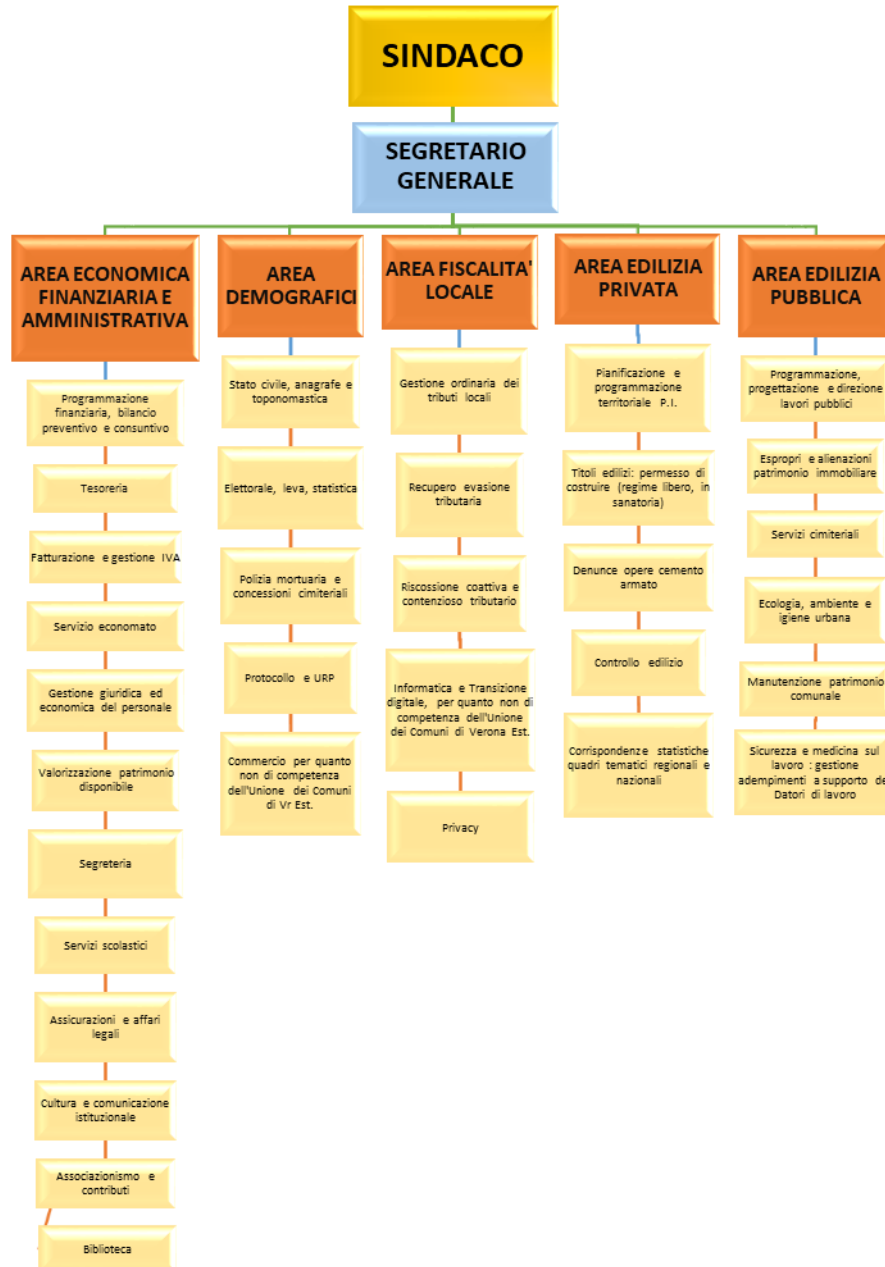 SINDACO
SEGRETARIO
GENERALE
AREA ECONOMICA
FINANZIARIA E
AMMINISTRATIVA
Programmazione
finanziaria, bilancio
preventivo e consuntivo
Tesoreria
Fatturazione e gestione IVA
Servizio economato
Gestione giuridica ed
economica del personale
Valorizzazione patrimonio
disponibile
Segreteria
Servizi scolastici
Assicurazioni e affari
legali
Cultura e comunicazione
istituzionale
Associazionismo e
contributi
Biblioteca
AREA
DEMOGRAFICI
Stato civile, anagrafe e
toponomastica
Elettorale, leva, statistica
Polizia mortuaria e
concessioni cimiteriali
Protocollo e URP
Commercio per quanto
non di competenza
dell'Unione dei Comuni
di Vr Est.
AREA FISCALITA'
LOCALE
Gestione ordinaria dei
tributi locali
Recupero evasione
tributaria
Riscossione coattiva e
contenzioso tributario
Informatica e Transizione
digitale, per quanto non di
competenza dell'Unione
dei Comuni di Verona Est.
Privacy
AREA EDILIZIA
PRIVATA
Pianificazione e
programmazione
territoriale P.I.
Titoli edilizi: permesso di
costruire (regime libero, in
sanatoria)
Denunce opere cemento
armato
Controllo edilizio
Corrispondenze statistiche
quadri tematici regionali e
nazionali
AREA EDILIZIA
PUBBLICA
Programmazione,
progettazione e direzione
lavori pubblici
Espropri e alienazioni
patrimonio immobiliare
Servizi cimiteriali
Ecologia, ambiente e
igiene urbana
Manutenzione patrimonio
comunale
Sicurezza e medicina sul
lavoro : gestione
adempimenti a supporto de
Datori di lavoro